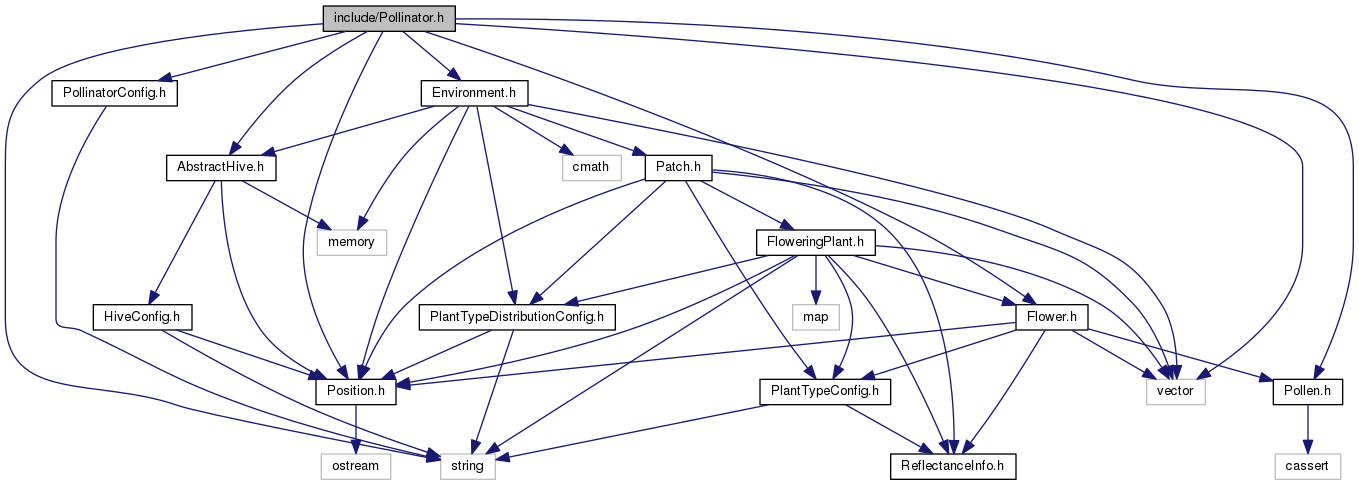 include/Pollinator.h
PollinatorConfig.h
Environment.h
AbstractHive.h
cmath
Patch.h
memory
FloweringPlant.h
HiveConfig.h
PlantTypeDistributionConfig.h
map
Flower.h
Position.h
PlantTypeConfig.h
vector
Pollen.h
ostream
string
ReflectanceInfo.h
cassert